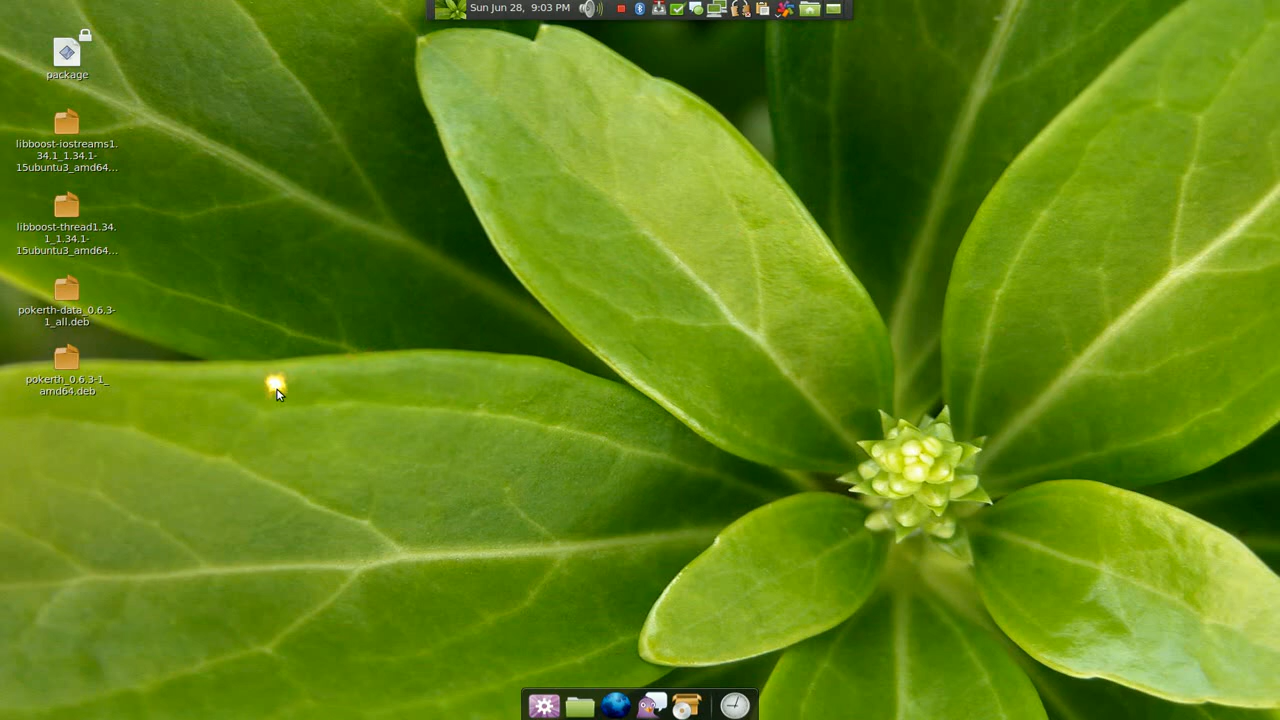 Sun Jun 28, 9:03 PM
package
libboost-iostreams1.
34.1_1.34.1-
15ubuntu3_amd64...
libboost-thread1.34.
1_1.34.1-
15ubuntu3_amd64...
pokerth-data_0.6.3-
1_all.deb
pokerth_0.6.3-1_
amd64.deb